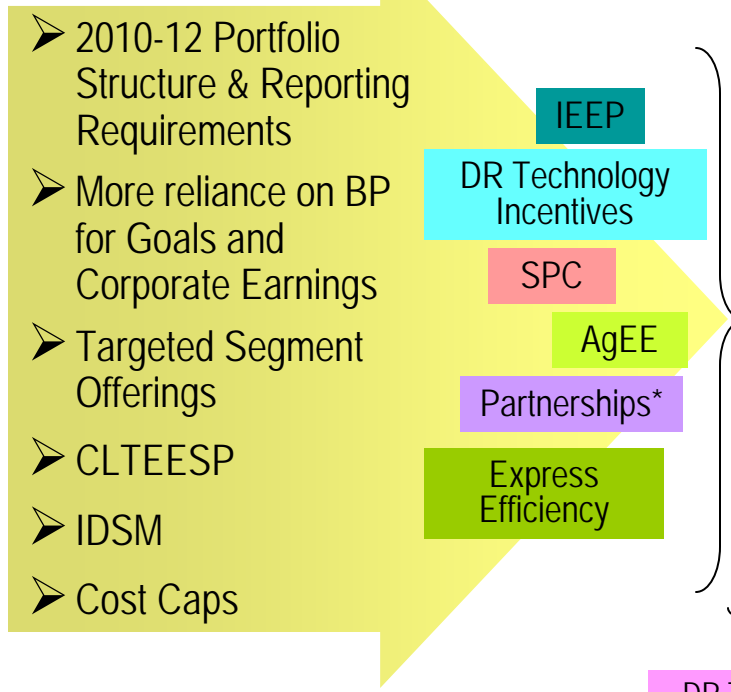 ➢ 2010-12 Portfolio
Structure & Reporting
Requirements
➢ More reliance on BP
for Goals and
Corporate Earnings
➢ Targeted Segment
Offerings
➢ CLTEESP
➢ IDSM
➢ Cost Caps
IEEP
DR Technology
Incentives
SPC
AgEE
Partnerships*
Express
Efficiency